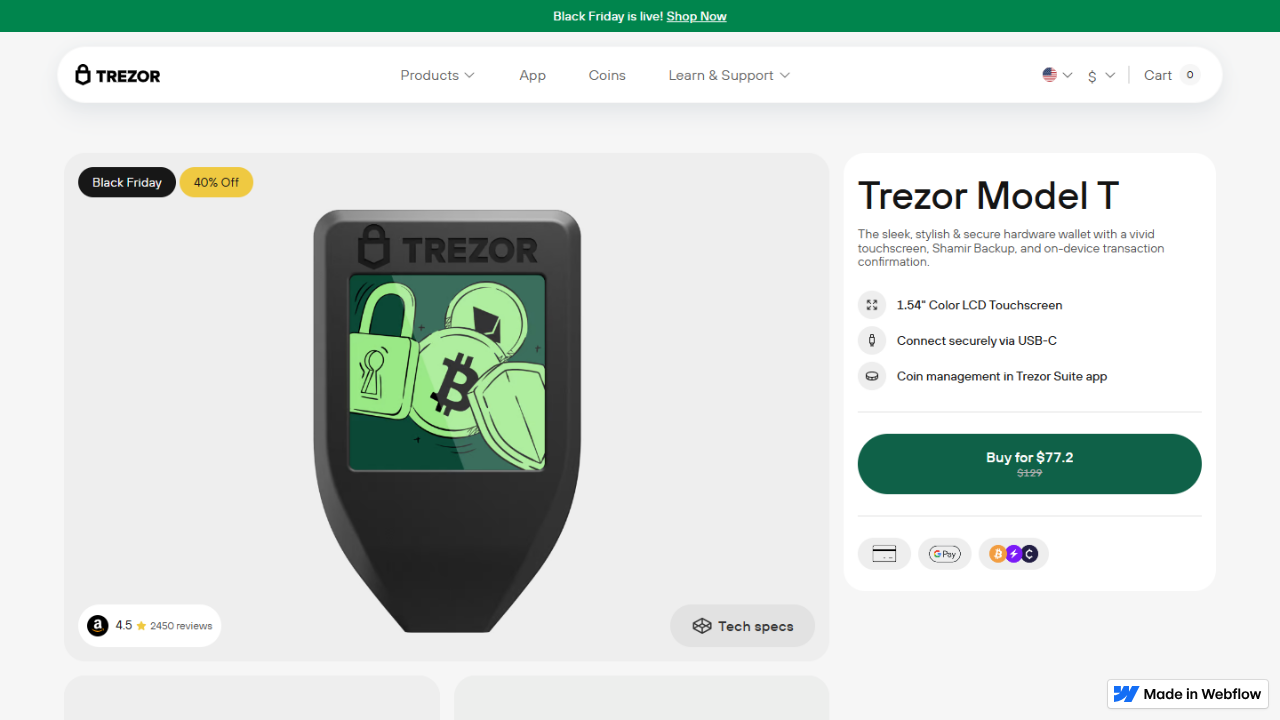 Black Friday is live! Shop Now
TREZOR
Products
App
Coins
Learn & Support
$
Cart
0
Black Friday
40% Off
TREZOR
4.5
2450 reviews
Tech specs
Trezor Model T
The sleek, stylish & secure hardware wallet with a vivid
touchscreen, Shamir Backup, and on-device transaction
confirmation.
1.54" Color LCD Touchscreen
Connect securely via USB-C
Coin management in Trezor Suite app
Buy for $77.2
$129
G Pay
Made in Webflow